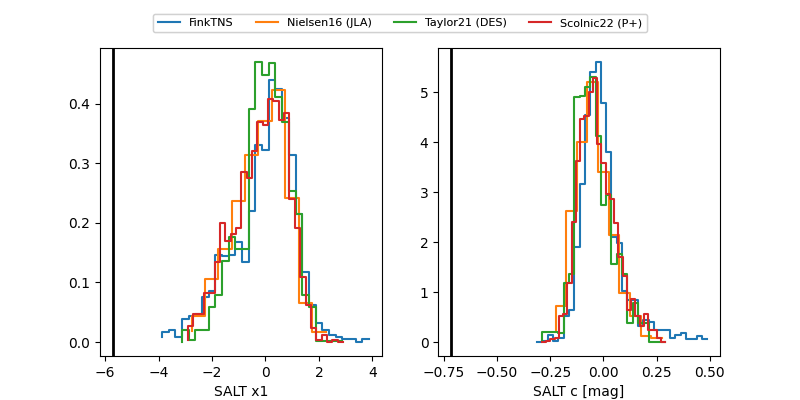 FinkTNS Nielsen16 (JLA) Taylor21 (DES) Scolnic22 (P+)
0.4
0.3
0.2
0.1
0.0
−6 −4 −2 0 2 4
SALT x1
5
4
3
2
1
0
−0.75 −0.50 −0.25 0.00 0.25 0.50
SALT c [mag]